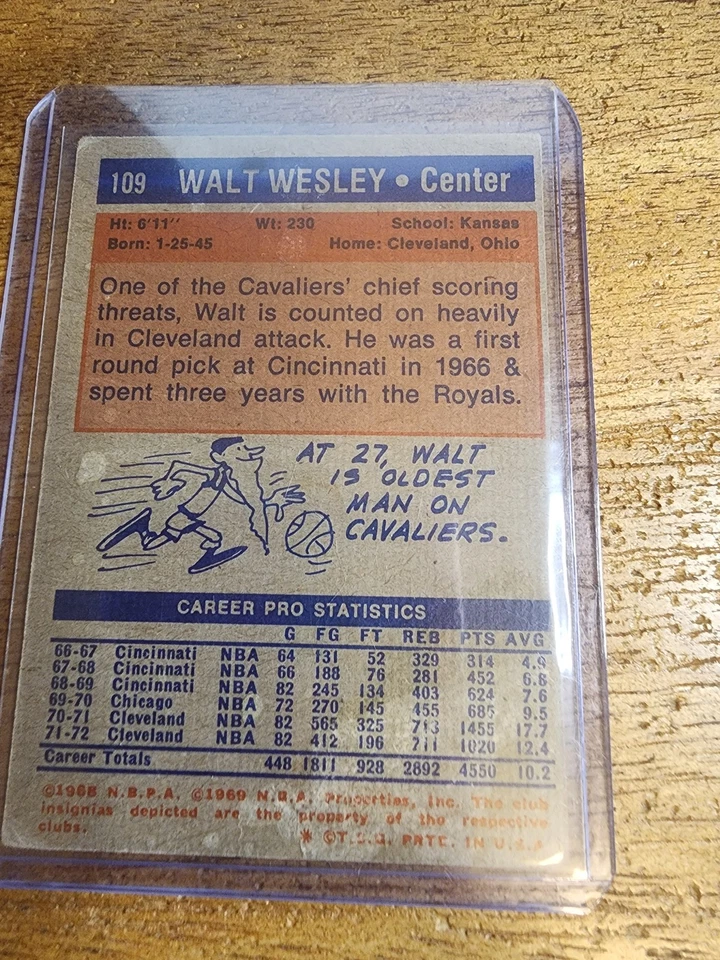 109 WALT WESLEY • Center
Ht: 6'11'' Wt: 230 School: Kansas
Born: 1-25-45 Home: Cleveland, Ohio
One of the Cavaliers' chief scoring
threats, Walt is counted on heavily
in Cleveland attack. He was a first
round pick at Cincinnati in 1966 &
spent three years with the Royals.
AT 27, WALT
IS OLDEST
MAN ON
CAVALIERS.
CAREER PRO STATISTICS
G FG FT REB PTS AVG
66-67 Cincinnati NBA 64 131 52 329 314 4.9
67-68 Cincinnati NBA 66 188 76 281 452 6.8
68-69 Cincinnati NBA 82 245 134 403 624 7.6
69-70 Chicago NBA 72 270 145 455 685 9.5
70-71 Cleveland NBA 82 565 325 713 1455 17.7
71-72 Cleveland NBA 82 412 196 711 1020 12.4
Career Totals 448 1811 928 2892 4550 10.2
©1968 N.B.P.A. ©1969 N.B.A. Properties, Inc. The club
insignias depicted are the property of the respective
clubs.
* ©T.C.G. PRTD. IN U.S.A.